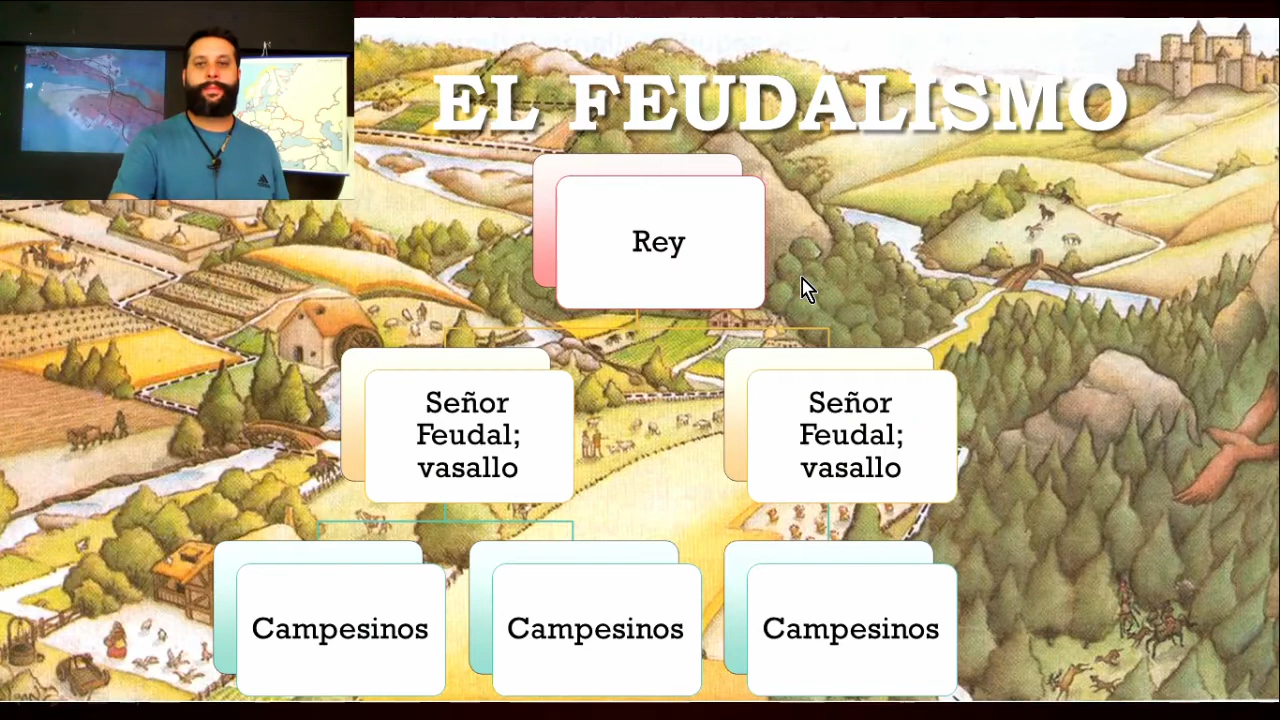 EL FEUDALISMO
Rey
Señor
Feudal;
vasallo
Señor
Feudal;
vasallo
Campesinos
Campesinos
Campesinos